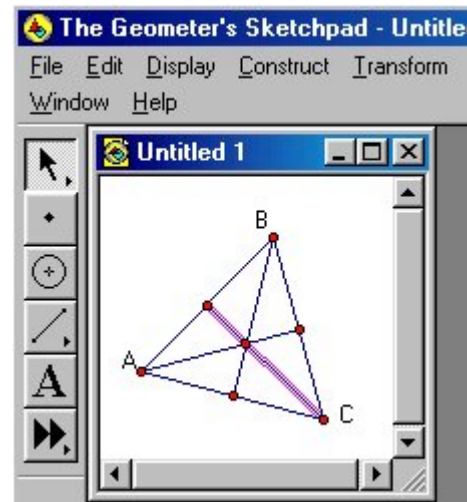 The Geometer's Sketchpad - Untitle
File Edit Display Construct Transform
Window Help
Untitled 1
B
A
A
C